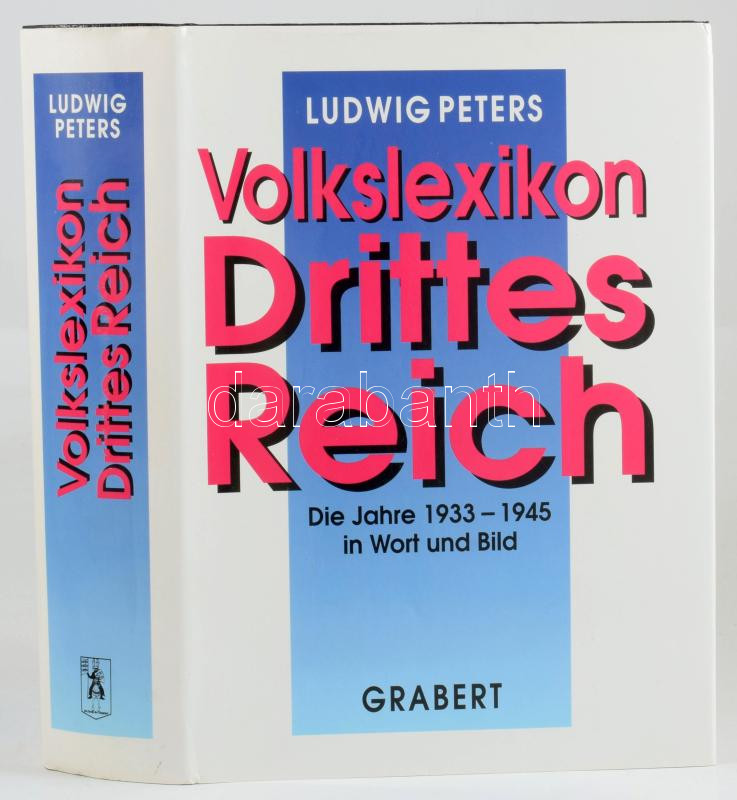 LUDWIG
PETERS
Volkslexikon
Drittes Reich
LUDWIG PETERS
Volkslexikon
Drittes
Reich
darabanth
Die Jahre 1933 – 1945
in Wort und Bild
GRABERT